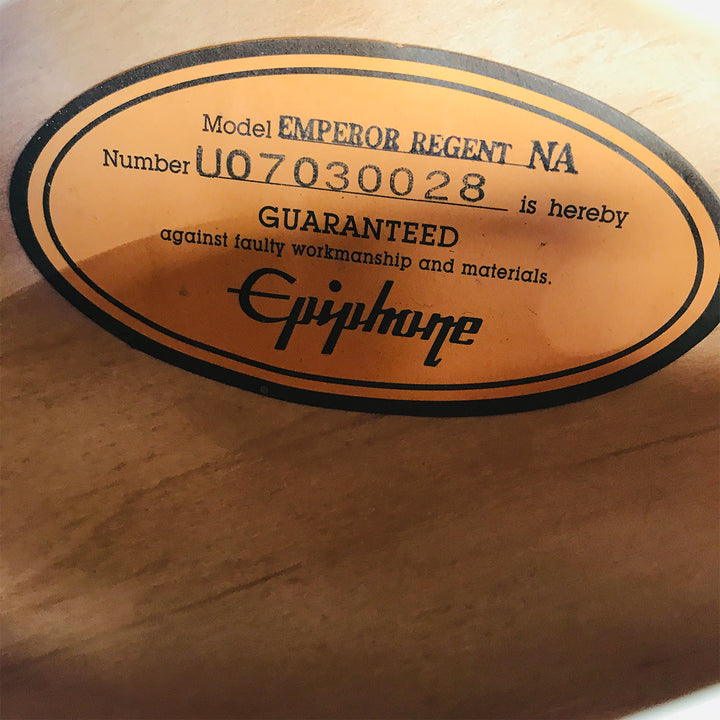 Model EMPEROR REGENT NA
Number U07030028 is hereby
GUARANTEED
against faulty workmanship and materials.
Epiphone